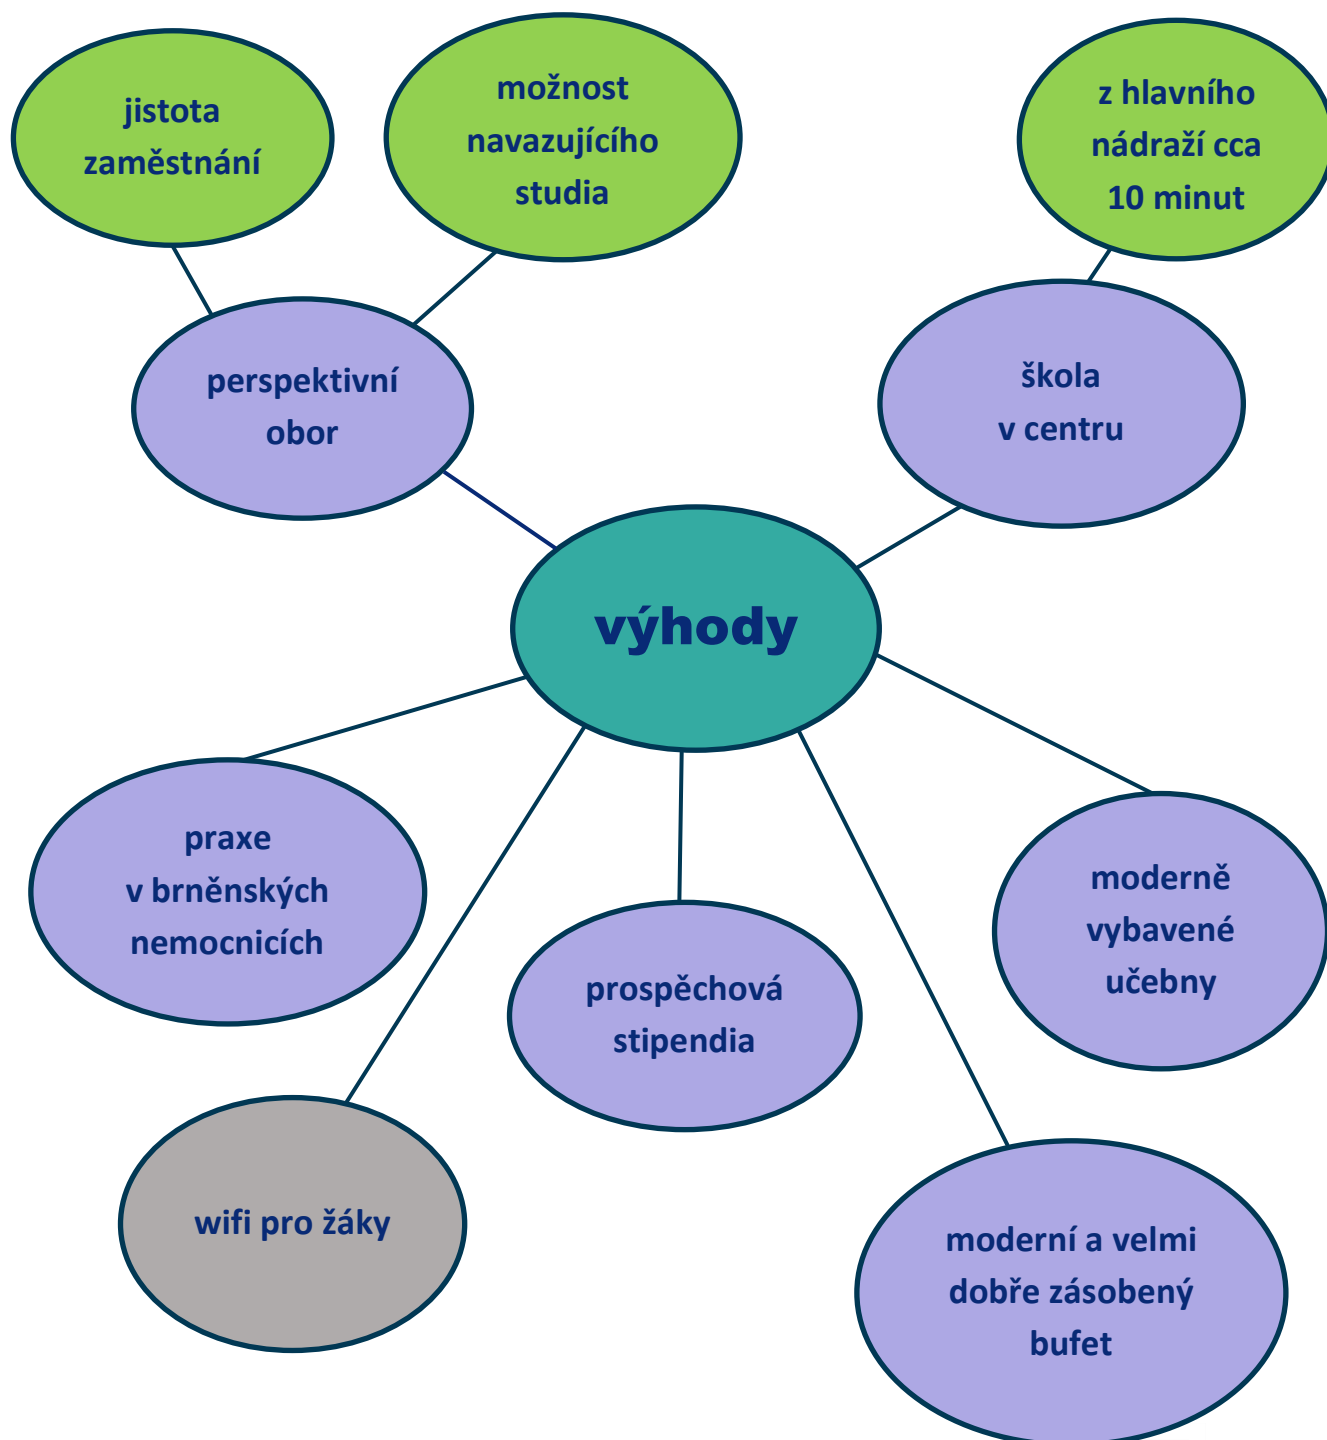 jistota
zaměstnání
možnost
navazujícího
studia
z hlavního
nádraží cca
10 minut
perspektivní
obor
škola
v centru
výhody
praxe
v brněnských
nemocnicích
prospěchová
stipendia
moderně
vybavené
učebny
wifi pro žáky
moderní a velmi
dobře zásobený
bufet